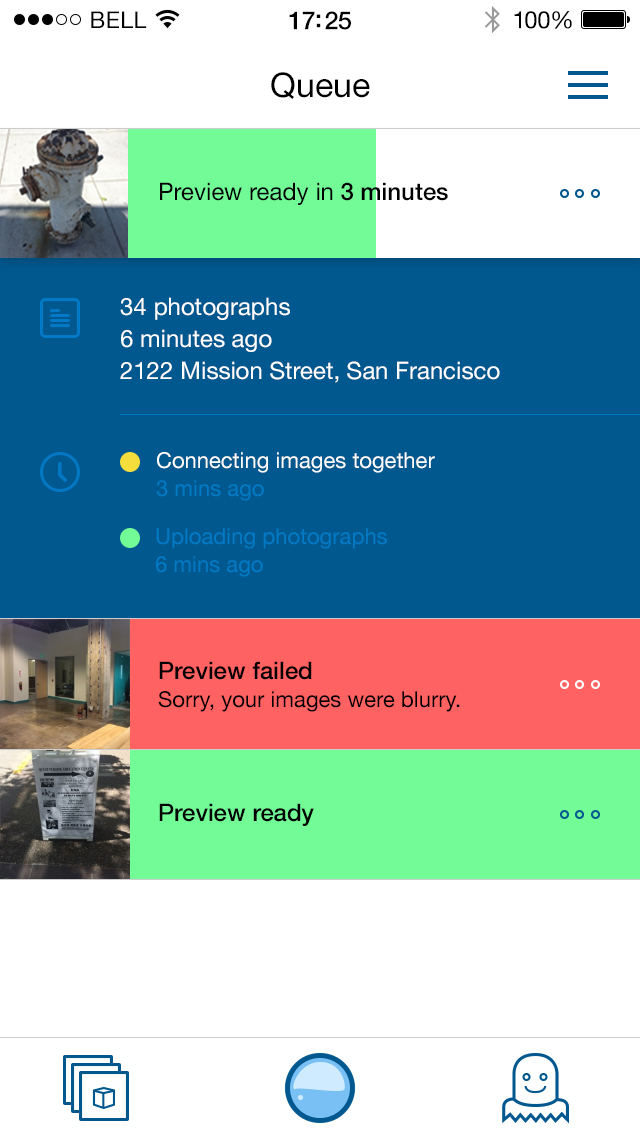 BELL 17:25 100%
Queue
Preview ready in 3 minutes
34 photographs
6 minutes ago
2122 Mission Street, San Francisco
Connecting images together
3 mins ago
Uploading photographs
6 mins ago
Preview failed
Sorry, your images were blurry.
Preview ready